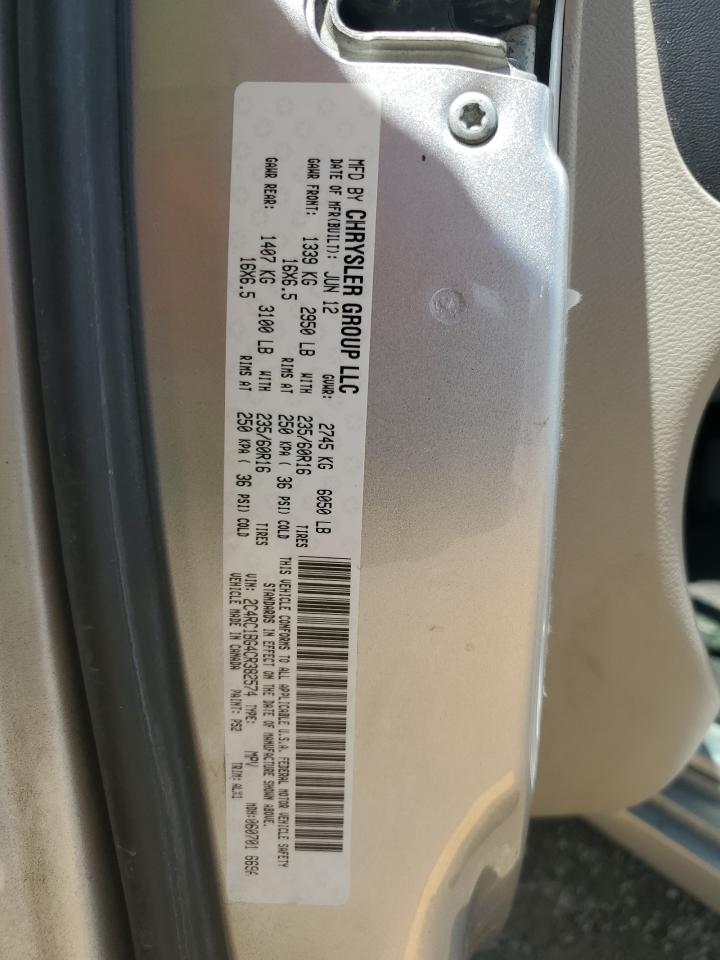 MFD BY CHRYSLER GROUP LLC
DATE OF MFR(BUILT): JUN 12 GVWR: 2745 KG 6050 LB
GAWR FRONT: 1339 KG 2950 LB WITH 235/60R16 TIRES
16X6.5 RIMS AT 250 KPA ( 36 PSI) COLD
GAWR REAR: 1407 KG 3100 LB WITH 235/60R16 TIRES
16X6.5 RIMS AT 250 KPA ( 36 PSI) COLD
THIS VEHICLE CONFORMS TO ALL APPLICABLE U.S.A. FEDERAL MOTOR VEHICLE SAFETY
STANDARDS IN EFFECT ON THE DATE OF MANUFACTURE SHOWN ABOVE.
VIN: 2C4RC1BG4CR382574 TYPE: MPV MDH:060701
VEHICLE MADE IN CANADA PAINT: PS2 TRIM:ALX1